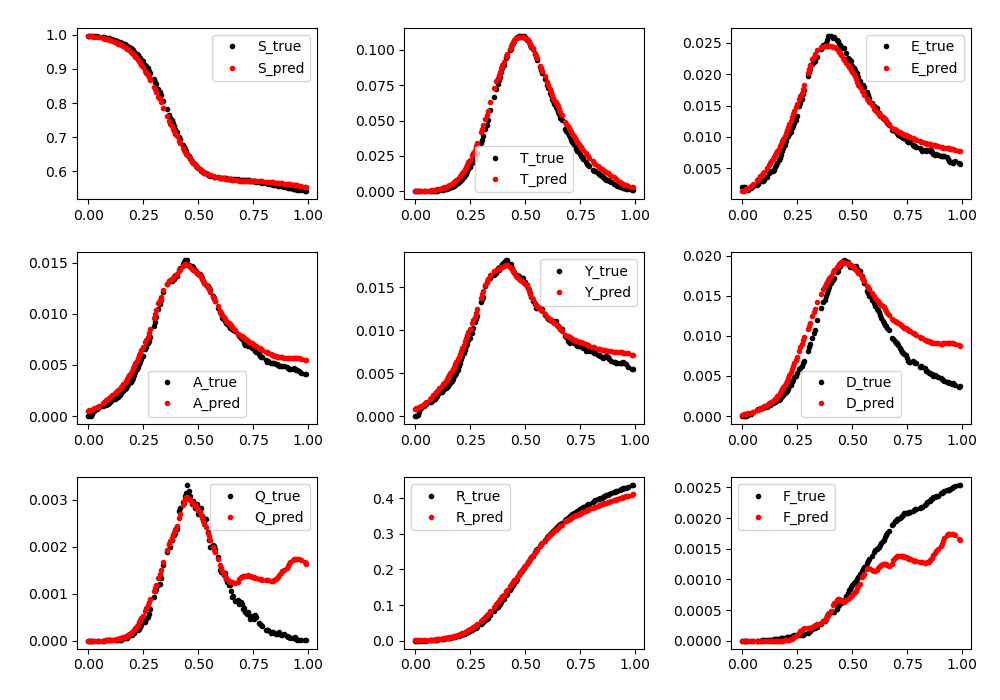 1.0
0.9
0.8
0.7
0.6
0.00 0.25 0.50 0.75 1.00
S_true
S_pred
0.100
0.075
0.050
0.025
0.000
0.00 0.25 0.50 0.75 1.00
T_true
T_pred
0.025
0.020
0.015
0.010
0.005
0.00 0.25 0.50 0.75 1.00
E_true
E_pred
0.015
0.010
0.005
0.000
0.00 0.25 0.50 0.75 1.00
A_true
A_pred
0.015
0.010
0.005
0.000
0.00 0.25 0.50 0.75 1.00
Y_true
Y_pred
0.020
0.015
0.010
0.005
0.000
0.00 0.25 0.50 0.75 1.00
D_true
D_pred
0.003
0.002
0.001
0.000
0.00 0.25 0.50 0.75 1.00
Q_true
Q_pred
0.4
0.3
0.2
0.1
0.0
0.00 0.25 0.50 0.75 1.00
R_true
R_pred
0.0025
0.0020
0.0015
0.0010
0.0005
0.0000
0.00 0.25 0.50 0.75 1.00
F_true
F_pred